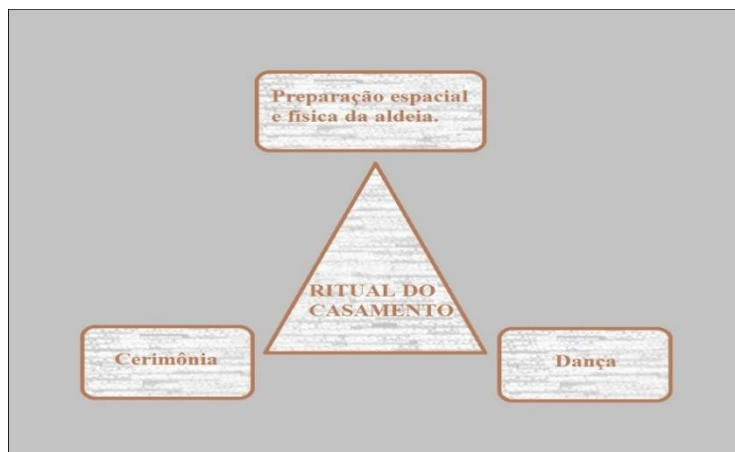 Preparação espacial
e física da aldeia.
RITUAL DO
CASAMENTO
Cerimônia
Dança